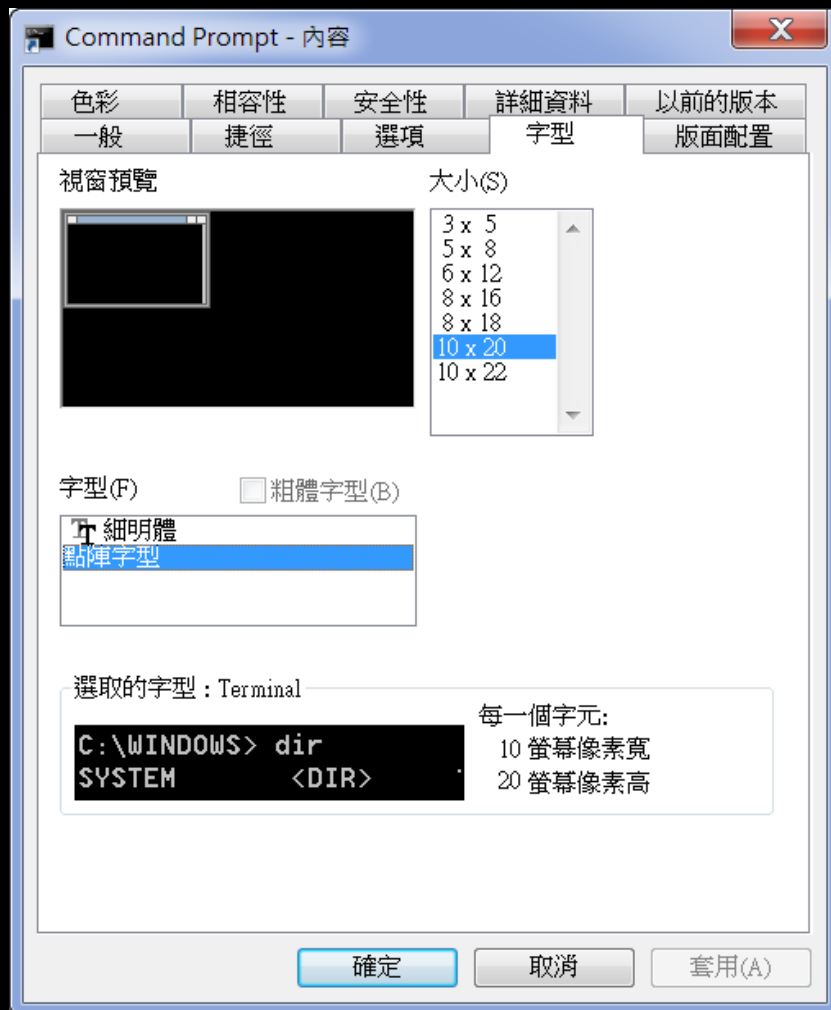 Command Prompt - 內容
色彩 相容性 安全性 詳細資料 以前的版本
一般 捷徑 選項 字型 版面配置
視窗預覽
大小(S)
3 x 5
5 x 8
6 x 12
8 x 16
8 x 18
10 x 20
10 x 22
字型(F)
粗體字型(B)
細明體
點陣字型
選取的字型 : Terminal
C:\WINDOWS> dir
SYSTEM <DIR>
每一個字元:
10 螢幕像素寬
20 螢幕像素高
確定 取消 套用(A)